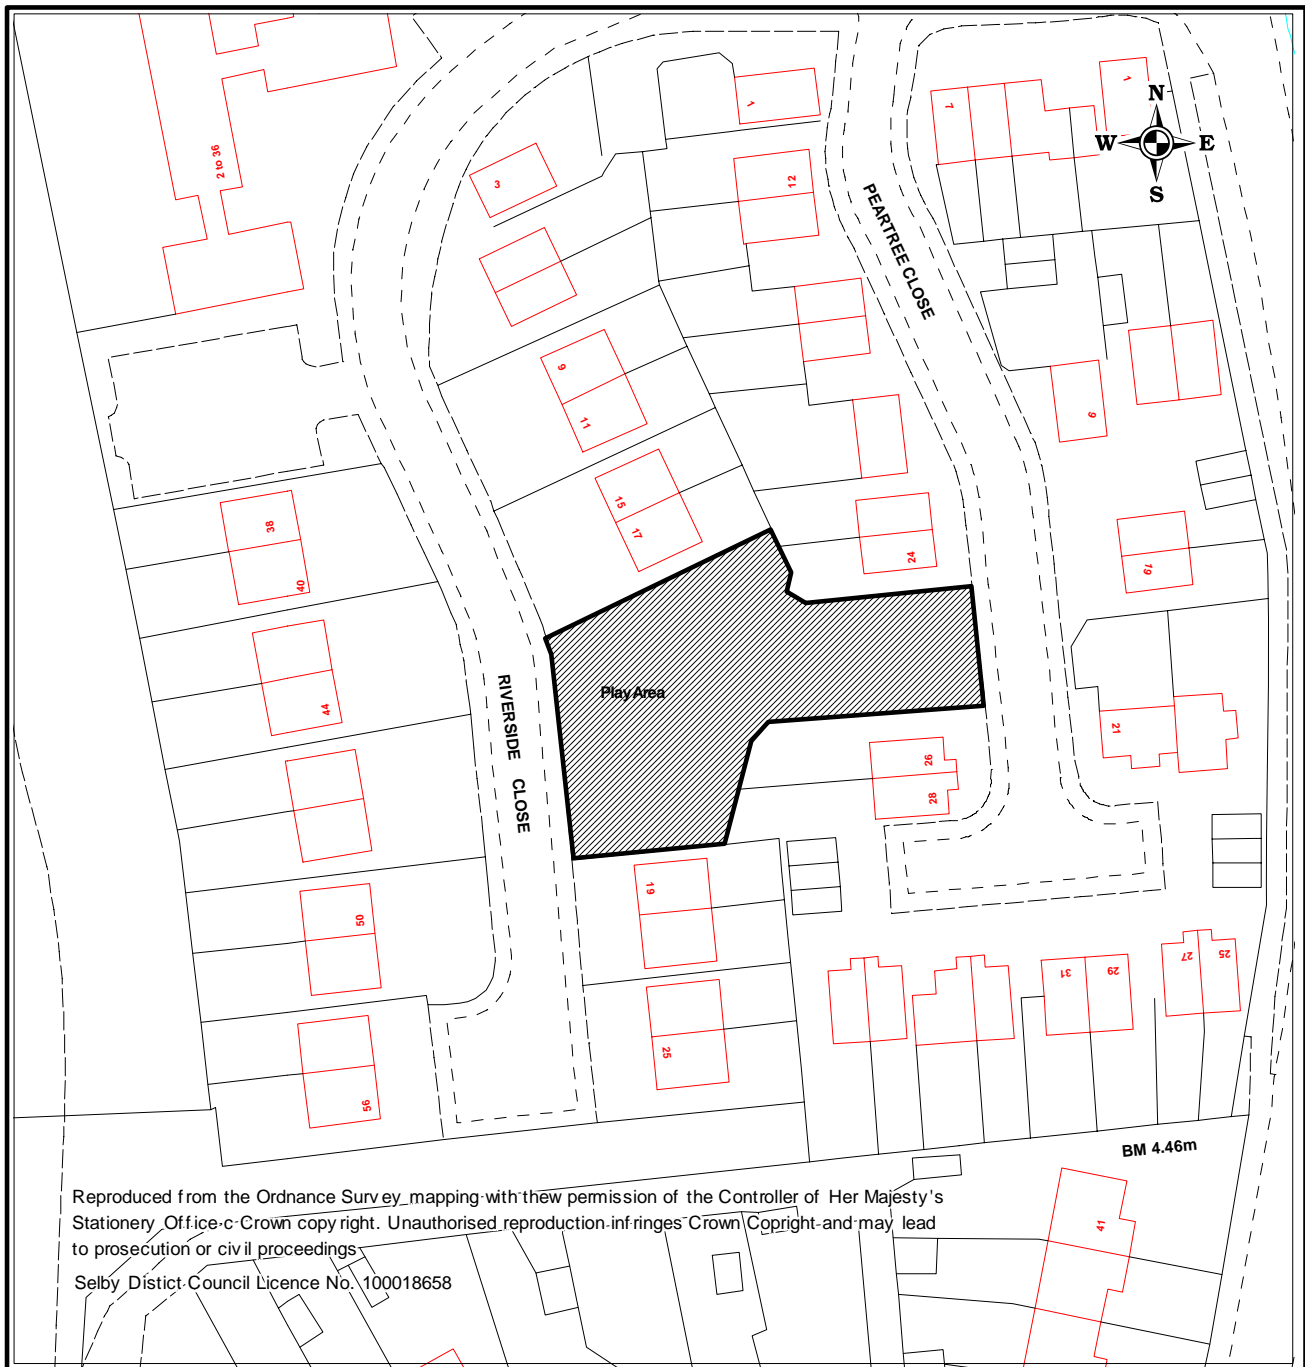 2 to 36
1
7
1
N
W E
S
3
12
PEARTREE CLOSE
9
11
9
15
17
24
38
40
19
44
RIVERSIDE CLOSE
Play Area
21
26
28
19
50
31
29
27
25
25
56
BM 4.46m
41
Reproduced from the Ordnance Survey mapping with thew permission of the Controller of Her Majesty's
Stationery Office c Crown copyright. Unauthorised reproduction infringes Crown Copright and may lead
to prosecution or civil proceedings
Selby Distict Council Licence No. 100018658